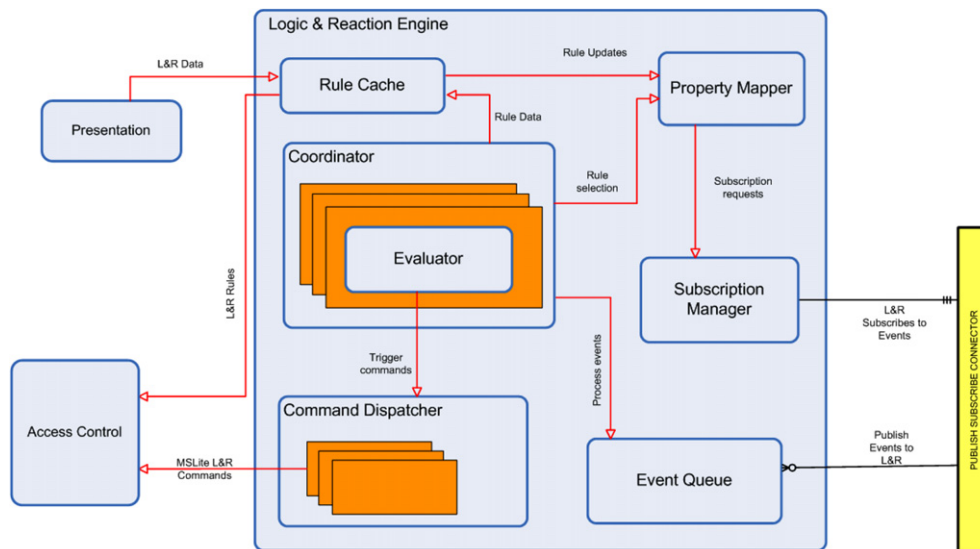 Logic & Reaction Engine
L&R Data
Rule Cache
Rule Updates
Property Mapper
Presentation
Rule Data
Coordinator
Rule
selection
Subscription
requests
Evaluator
L&R Rules
Subscription
Manager
L&R
Subscribes to
Events
Trigger
commands
Process events
Access Control
Command Dispatcher
MSLite L&R
Commands
Event Queue
Publish
Events to
L&R
PUBLISH SUBSCRIBE CONNECTOR